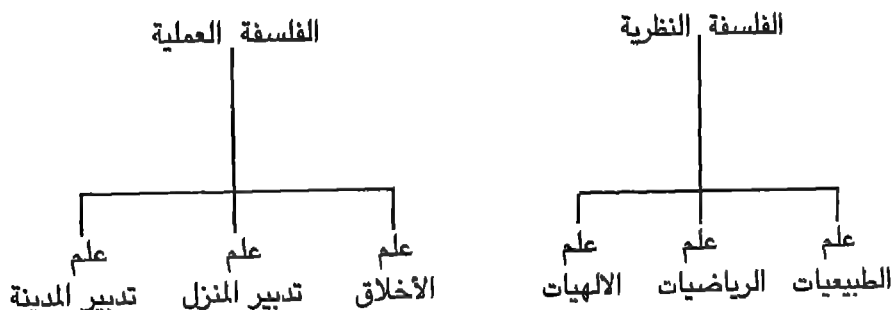 الفلسفة النظرية
علم
الطبيعيات
علم
الرياضيات
علم
الالهيات
الفلسفة العملية
علم
الأخلاق
علم
تدبير المنزل
علم
تدبير المدينة